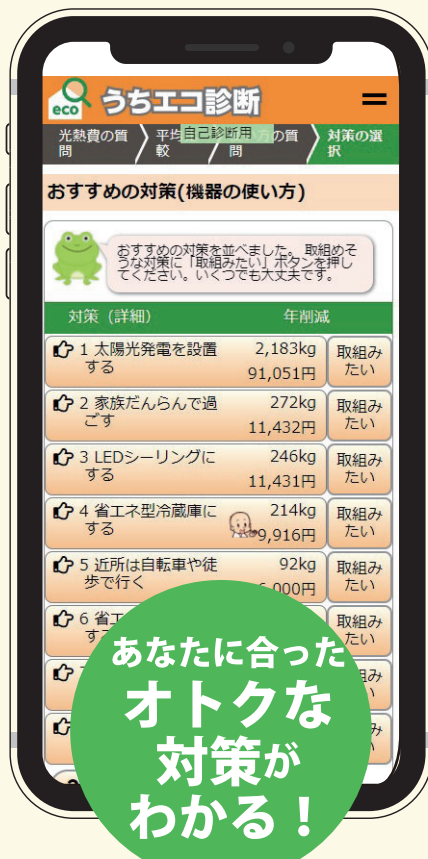 eco うちエコ診断
光熱費の質問
平均
較
自己診断用
方の質問
対策の選択
おすすめの対策(機器の使い方)
おすすめの対策を並べました。 取組めそ
うな対策に「取組みたい」ボタンを押し
てください。いくつでも大丈夫です。
対策（詳細） 年削減
1 太陽光発電を設置 2,183kg 取組み
する 91,051円 たい
2 家族だんらんで過 272kg 取組み
ごす 11,432円 たい
3 LEDシーリングに 246kg 取組み
する 11,431円 たい
4 省エネ型冷蔵庫に 214kg 取組み
する 9,916円 たい
5 近所は自転車や徒 92kg 取組み
歩で行く 000円 たい
6 省エ 取組み
す たい
組み
あなたに合った
オトクな
対策が
わかる！